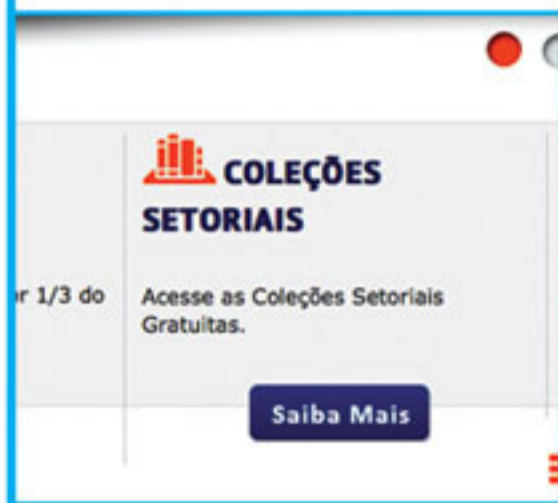 COLEÇÕES
SETORIAIS
r 1/3 do
Acesse as Coleções Setoriais
Gratuitas.
Saiba Mais